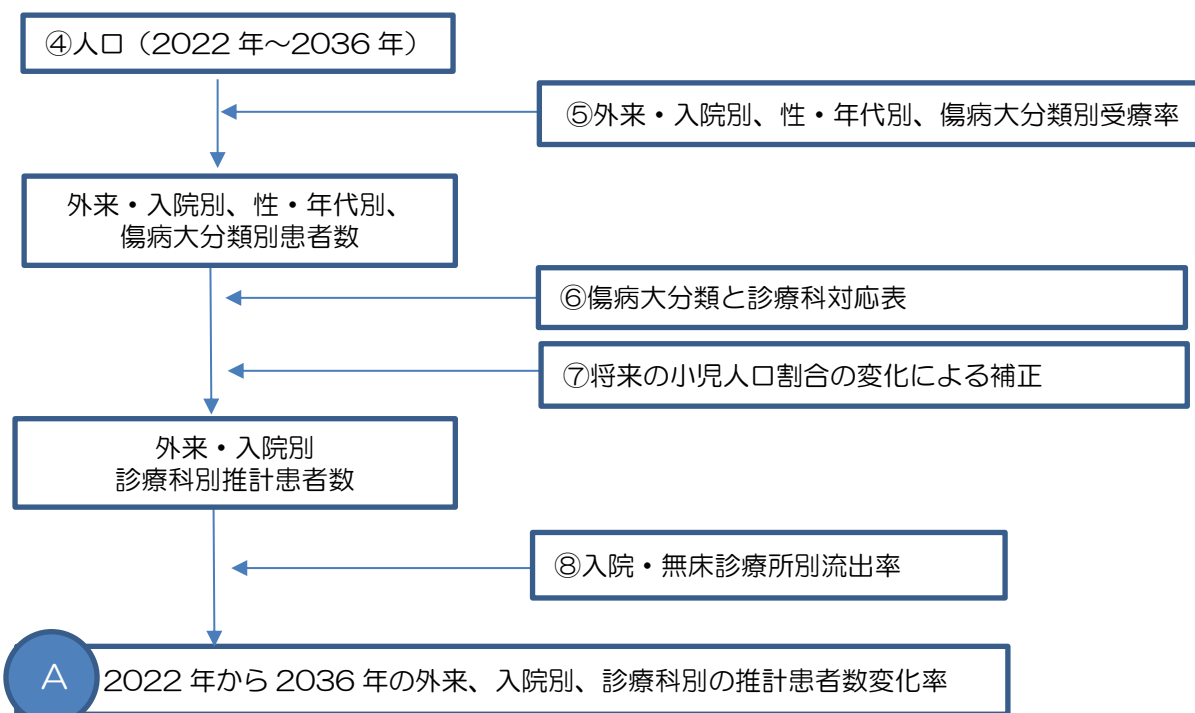 ④人口（2022 年～2036 年）
⑤外来・入院別、性・年代別、傷病大分類別受療率
外来・入院別、性・年代別、
傷病大分類別患者数
⑥傷病大分類と診療科対応表
⑦将来の小児人口割合の変化による補正
外来・入院別
診療科別推計患者数
⑧入院・無床診療所別流出率
A
2022 年から 2036 年の外来、入院別、診療科別の推計患者数変化率